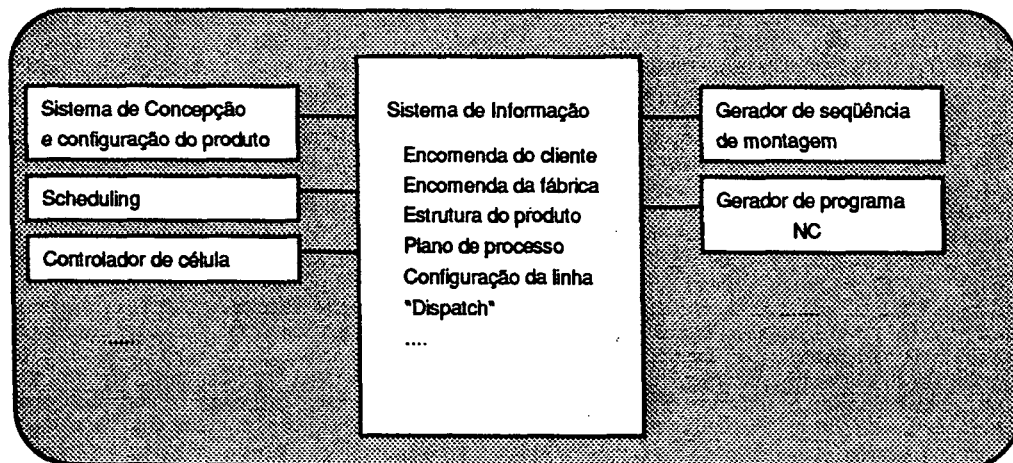 Sistema de Concepção
e configuração do produto
Scheduling
Controlador de célula
......
Sistema de Informação
Encomenda do cliente
Encomenda da fábrica
Estrutura do produto
Plano de processo
Configuração da linha
"Dispatch"
....
Gerador de seqüência
de montagem
Gerador de programa
NC
......